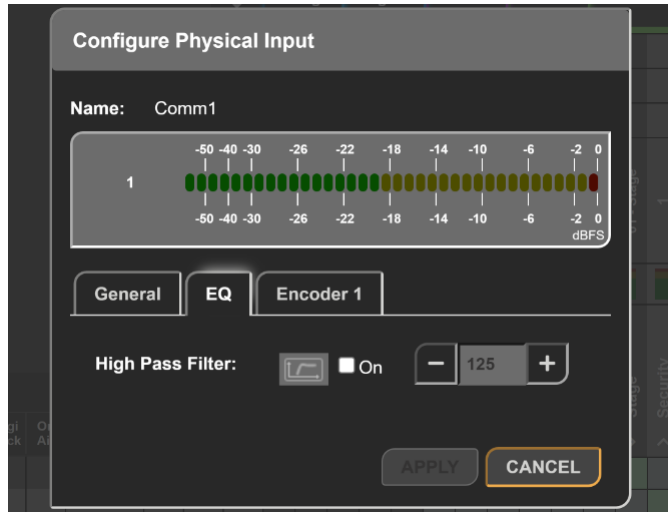 Configure Physical Input
Name: Comm1
-50 -40 -30 -26 -22 -18 -14 -10 -6 -2 0
1
-50 -40 -30 -26 -22 -18 -14 -10 -6 -2 0
dBFS
General EQ Encoder 1
High Pass Filter: On − 125 +
APPLY CANCEL
Stage
Security